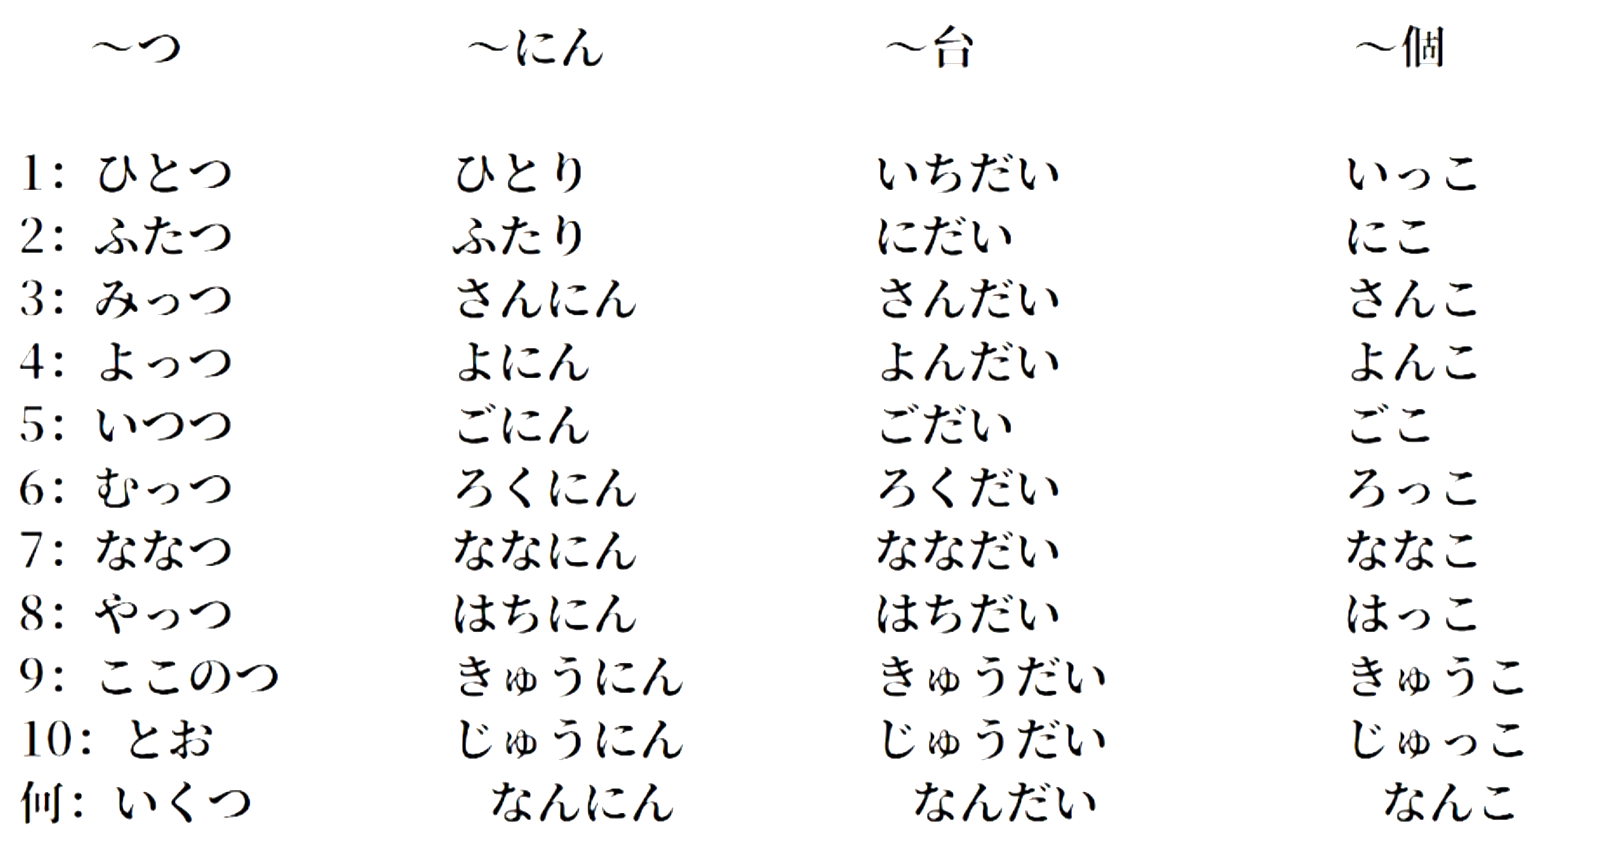 ～つ ～にん ～台 ～個
1：ひとつ ひとり いちだい いっこ
2：ふたつ ふたり にだい にこ
3：みっつ さんにん さんだい さんこ
4：よっつ よにん よんだい よんこ
5：いつつ ごにん ごだい ごこ
6：むっつ ろくにん ろくだい ろっこ
7：ななつ ななにん ななだい ななこ
8：やっつ はちにん はちだい はっこ
9：ここのつ きゅうにん きゅうだい きゅうこ
10：とお じゅうにん じゅうだい じゅっこ
何：いくつ なんにん なんだい なんこ